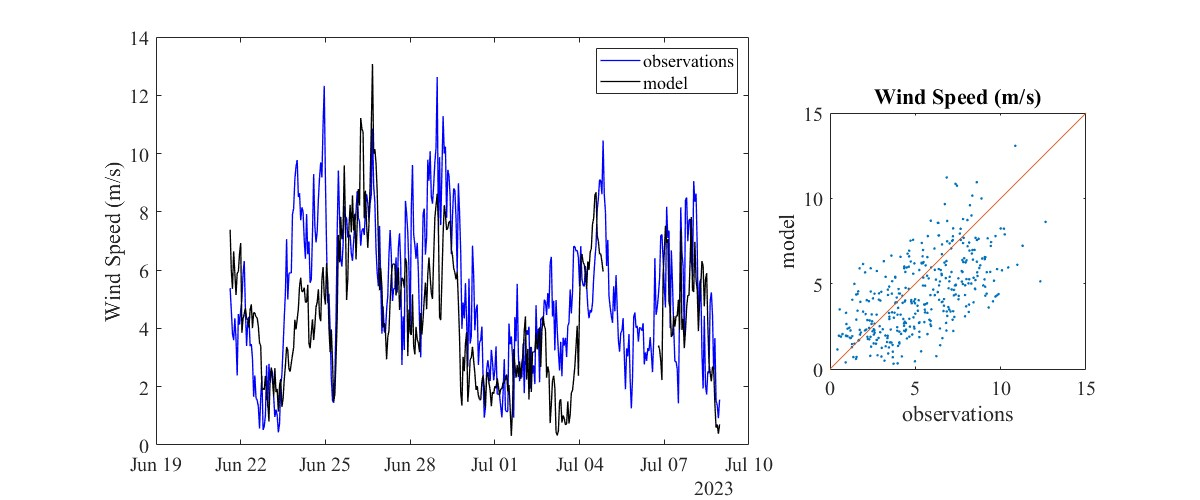 14
12
10
8
6
4
2
0
Wind Speed (m/s)
Jun 19 Jun 22 Jun 25 Jun 28 Jul 01 Jul 04 Jul 07 Jul 10
2023
observations
model
Wind Speed (m/s)
15
10
5
0
model
0 5 10 15
observations